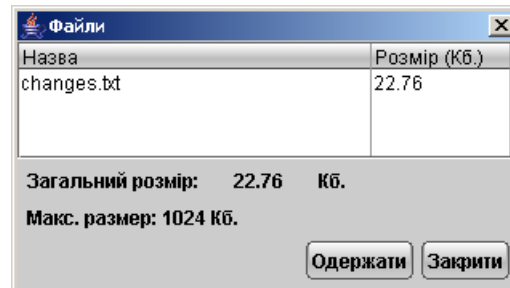 Файли
Назва Розмір (Кб.)
changes.txt 22.76
Загальний розмір: 22.76 Кб.
Макс. размер: 1024 Кб.
Одержати Закрити